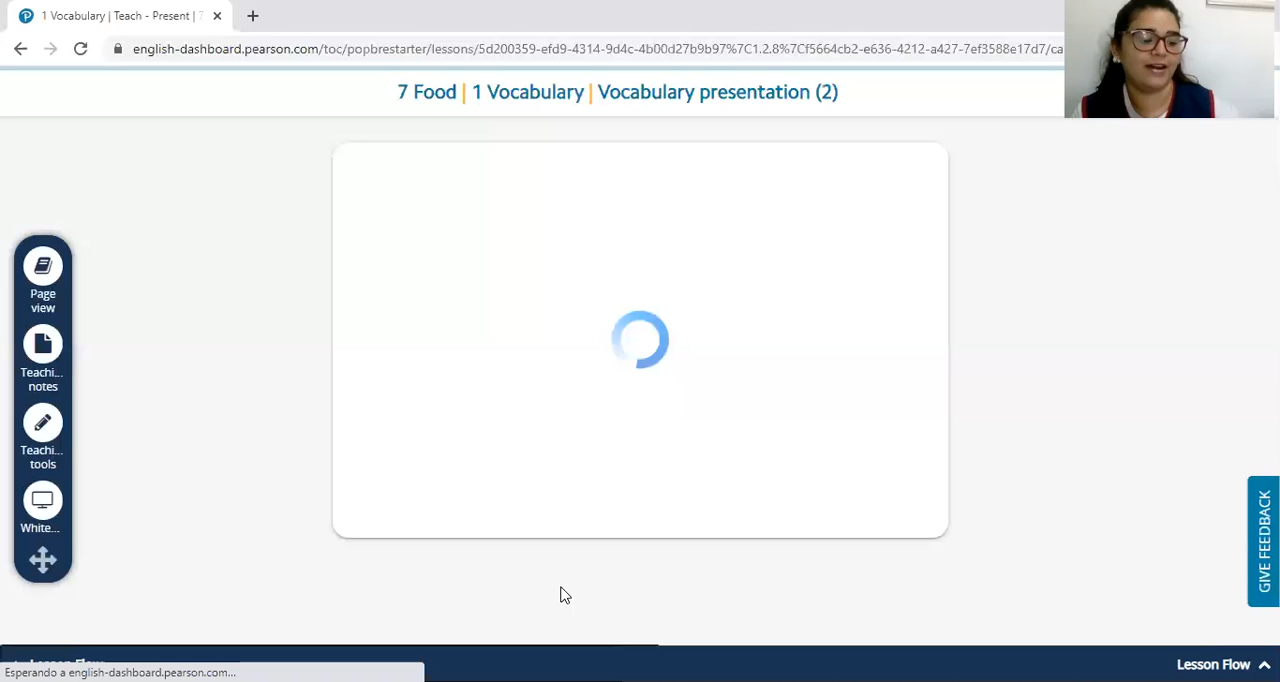 1 Vocabulary | Teach - Present | 7
english-dashboard.pearson.com/toc/popbrestarter/lessons/5d200359-efd9-4314-9d4c-4b00d27b9b97%7C1.2.8%7Cf5664cb2-e636-4212-a427-7ef3588e17d7/ca
7 Food | 1 Vocabulary | Vocabulary presentation (2)
Page
view
Teachi...
notes
Teachi...
tools
White...
GIVE FEEDBACK
Lesson Flow
Esperando a english-dashboard.pearson.com...